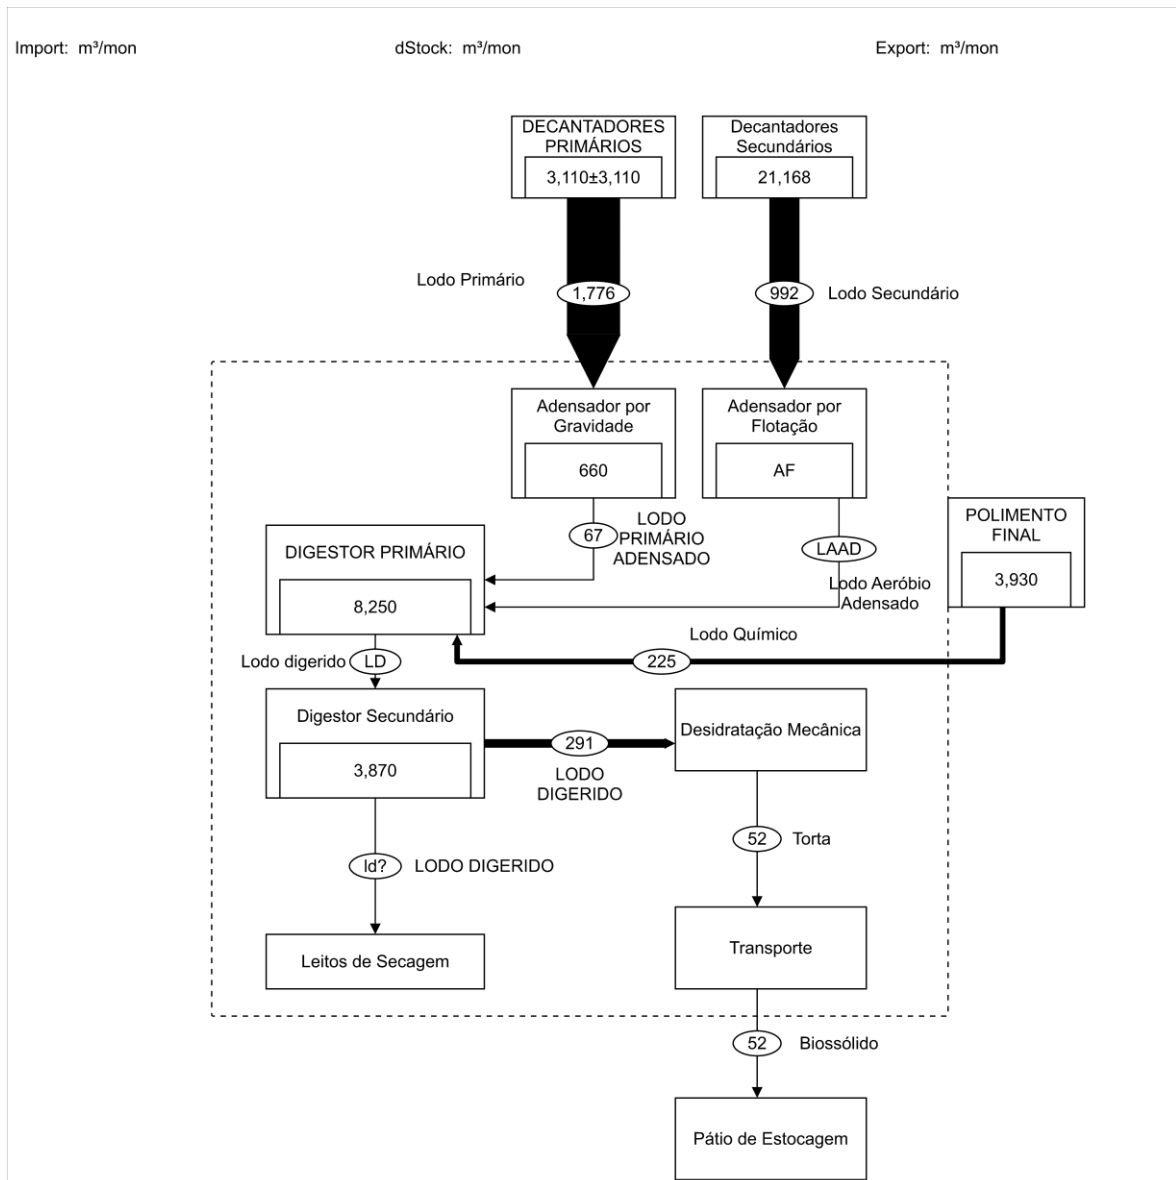 Import: m³/mon
dStock: m³/mon
Export: m³/mon
DECANTADORES
PRIMÁRIOS
3,110±3,110
Decantadores
Secundários
21,168
Lodo Primário
1,776
992
Lodo Secundário
Adensador por
Gravidade
660
Adensador por
Flotação
AF
67
LODO
PRIMÁRIO
ADENSADO
LAAD
Lodo Aeróbio
Adensado
POLIMENTO
FINAL
3,930
DIGESTOR PRIMÁRIO
8,250
Lodo Químico
225
Lodo digerido
LD
Digestor Secundário
3,870
291
LODO
DIGERIDO
Desidratação Mecânica
52
Torta
ld?
LODO DIGERIDO
Leitos de Secagem
Transporte
52
Biossólido
Pátio de Estocagem